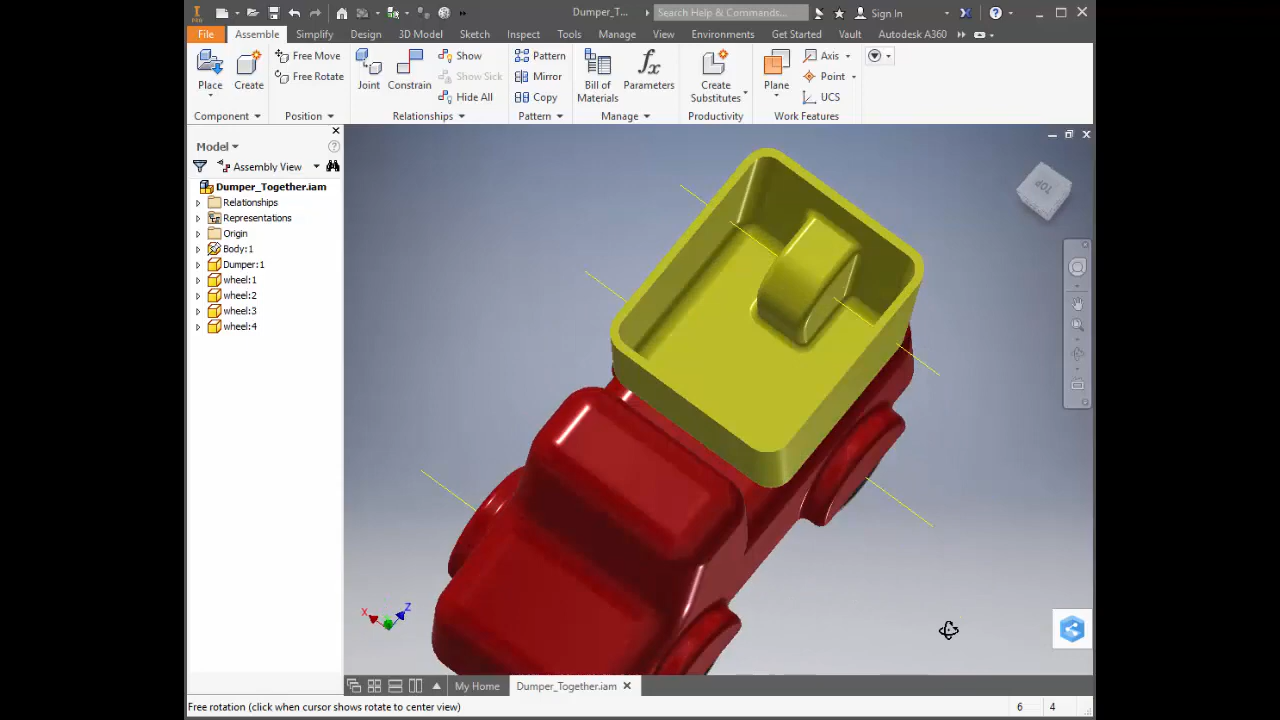 I PRO Dumper_T... Search Help & Commands... Sign In
File Assemble Simplify Design 3D Model Sketch Inspect Tools Manage View Environments Get Started Vault Autodesk A360
Place Create Free Move Joint Constrain Show Pattern Bill of Materials Parameters Create Substitutes Plane Axis
Free Rotate Show Sick Mirror Point
Hide All Copy UCS
Component Position Relationships Pattern Manage Productivity Work Features
Model
Assembly View
Dumper_Together.iam
Relationships
Representations
Origin
Body:1
Dumper:1
wheel:1
wheel:2
wheel:3
wheel:4
TOP
X Z
My Home Dumper_Together.iam
Free rotation (click when cursor shows rotate to center view) 6 4